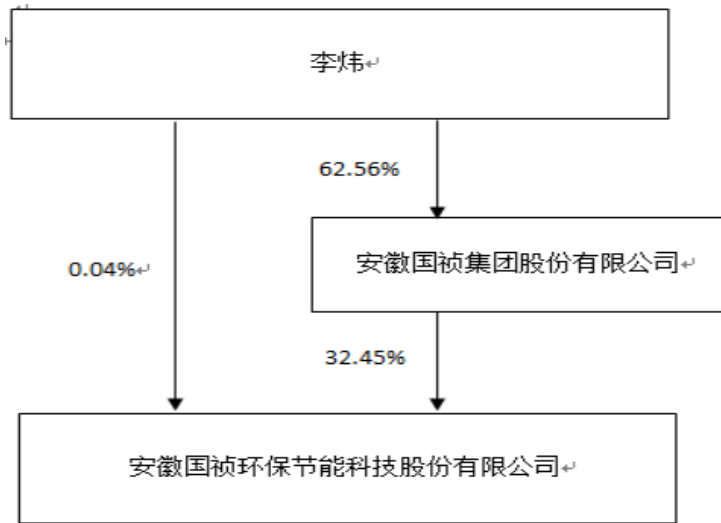 李炜
62.56%
安徽国祯集团股份有限公司
0.04%
32.45%
安徽国祯环保节能科技股份有限公司